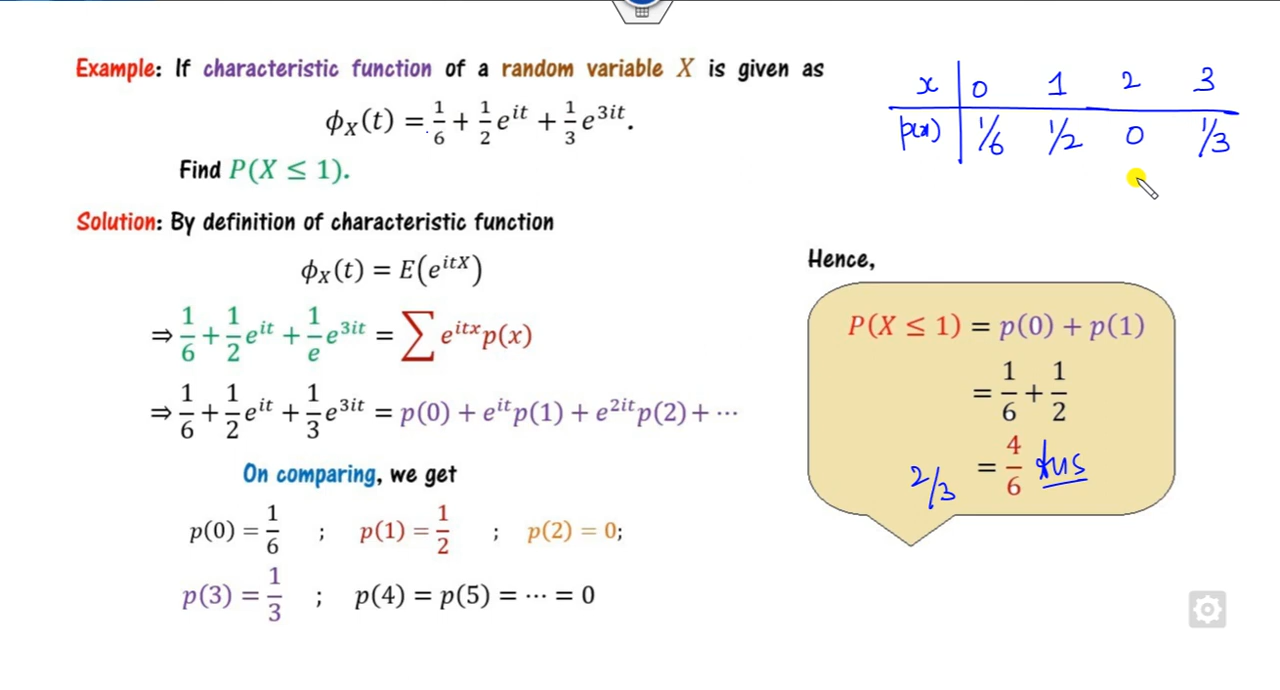 Example: If characteristic function of a random variable X is given as
ϕ_X(t) = 1/6 + 1/2 e^{it} + 1/3 e^{3it}.
Find P(X ≤ 1).
x | 0 1 2 3
p(x) | 1/6 1/2 0 1/3
Solution: By definition of characteristic function
ϕ_X(t) = E(e^{itX})
⇒ 1/6 + 1/2 e^{it} + 1/e e^{3it} = ∑ e^{itx} p(x)
⇒ 1/6 + 1/2 e^{it} + 1/3 e^{3it} = p(0) + e^{it}p(1) + e^{2it}p(2) + ⋯
On comparing, we get
p(0) = 1/6 ; p(1) = 1/2 ; p(2) = 0;
p(3) = 1/3 ; p(4) = p(5) = ⋯ = 0
Hence,
P(X ≤ 1) = p(0) + p(1)
= 1/6 + 1/2
= 4/6 Ans
2/3